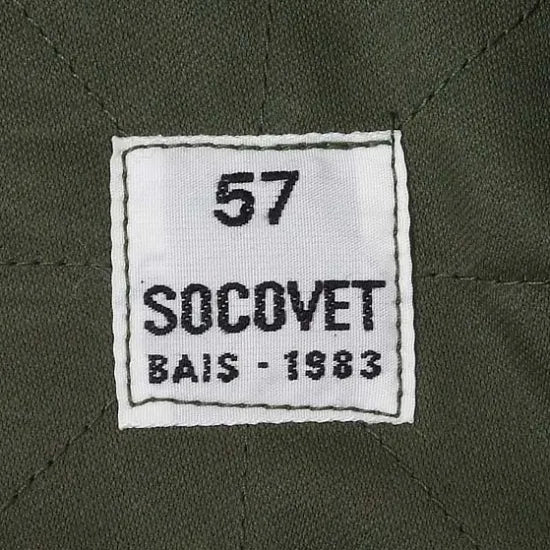 57
SOCOVET
BAIS - 1983